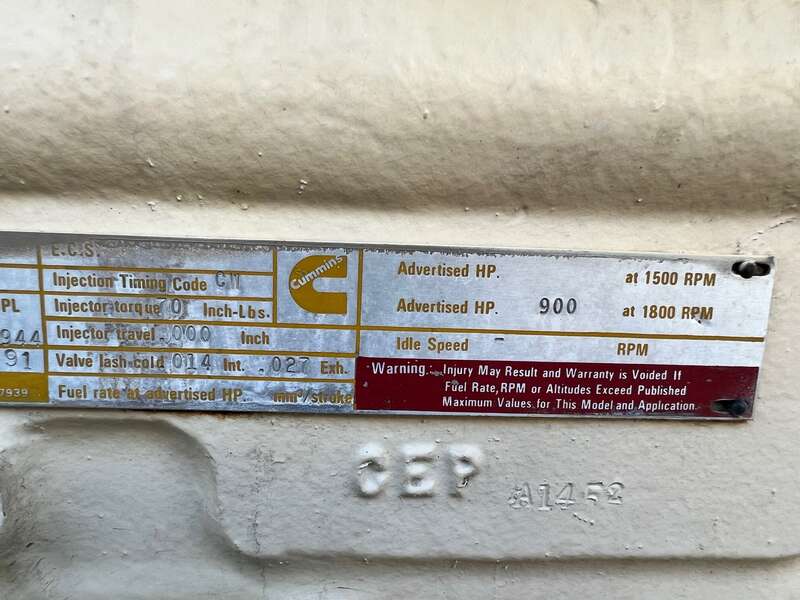 E.C.S.
Injection Timing Code CW
PL Injector torque 70 Inch-Lbs.
944 Injector travel .000 Inch
91 Valve lash-cold .014 Int. .027 Exh.
7939 Fuel rate at advertised HP. mm³/stroke
Cummins
Advertised HP. at 1500 RPM
Advertised HP. 900 at 1800 RPM
Idle Speed RPM
Warning: Injury May Result and Warranty is Voided If
Fuel Rate, RPM or Altitudes Exceed Published
Maximum Values for This Model and Application.
CEP A1452